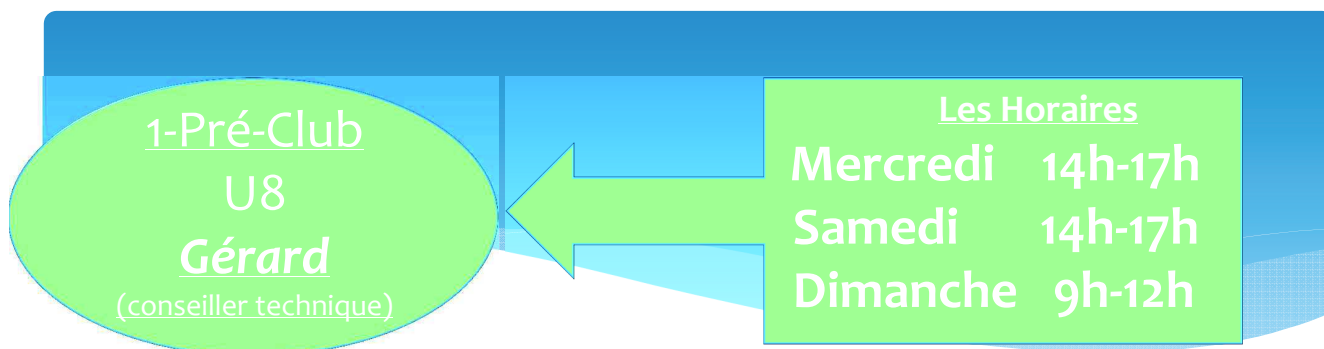 1-Pré-Club
U8
Gérard
(conseiller technique)
Les Horaires
Mercredi 14h-17h
Samedi 14h-17h
Dimanche 9h-12h